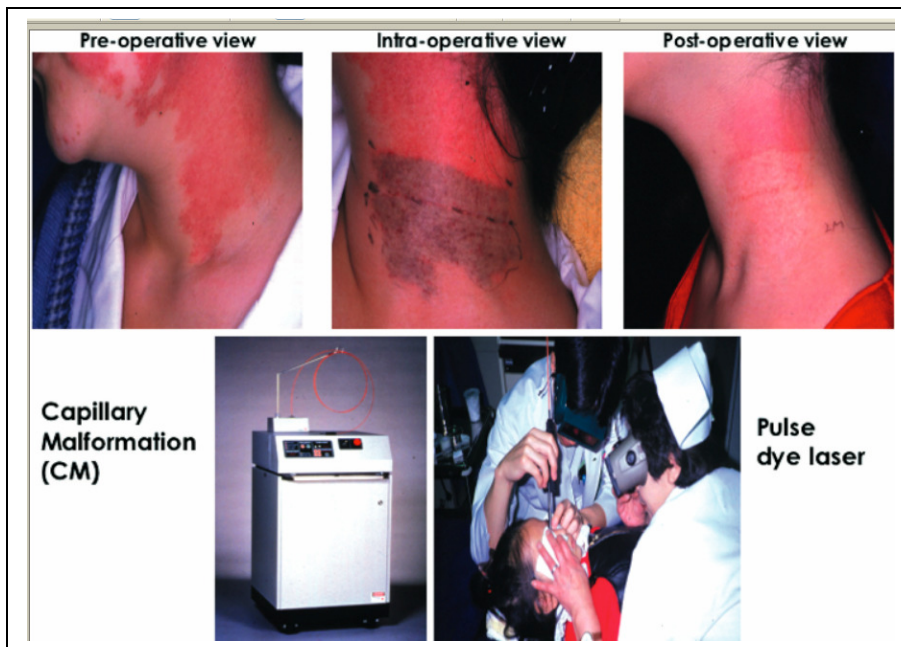 Pre-operative view
Intra-operative view
Post-operative view
Capillary
Malformation
(CM)
Pulse
dye laser